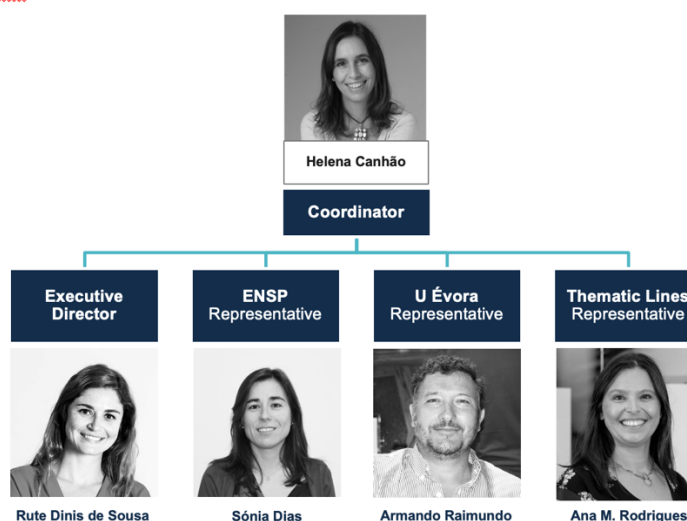 Helena Canhão
Coordinator
Executive
Director
ENSP
Representative
U Évora
Representative
Thematic Lines
Representative
Rute Dinis de Sousa
Sónia Dias
Armando Raimundo
Ana M. Rodrigues